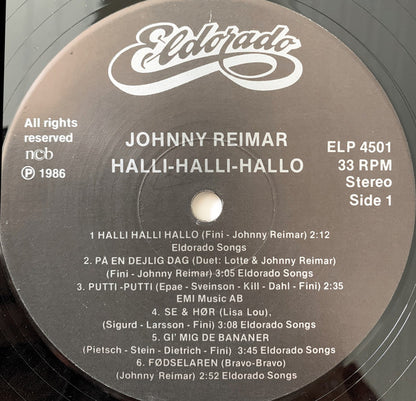 Eldorado
All rights
reserved
ncb
Ⓟ 1986
JOHNNY REIMAR
HALLI-HALLI-HALLO
ELP 4501
33 RPM
Stereo
Side 1
1 HALLI HALLI HALLO (Fini - Johnny Reimar) 2:12
Eldorado Songs
2. PÅ EN DEJLIG DAG (Duet: Lotte & Johnny Reimar)
(Fini - Johnny Reimar) 3:05 Eldorado Songs
3. PUTTI -PUTTI (Epae - Sveinson - Kill - Dahl - Fini) 2:35
EMI Music AB
4. SE & HØR (Lisa Lou),
(Sigurd - Larsson - Fini) 3:08 Eldorado Songs
5. GI' MIG DE BANANER
(Pietsch - Stein - Dietrich - Fini) 3:45 Eldorado Songs
6. FØDSELAREN (Bravo-Bravo)
(Johnny Reimar) 2:52 Eldorado Songs